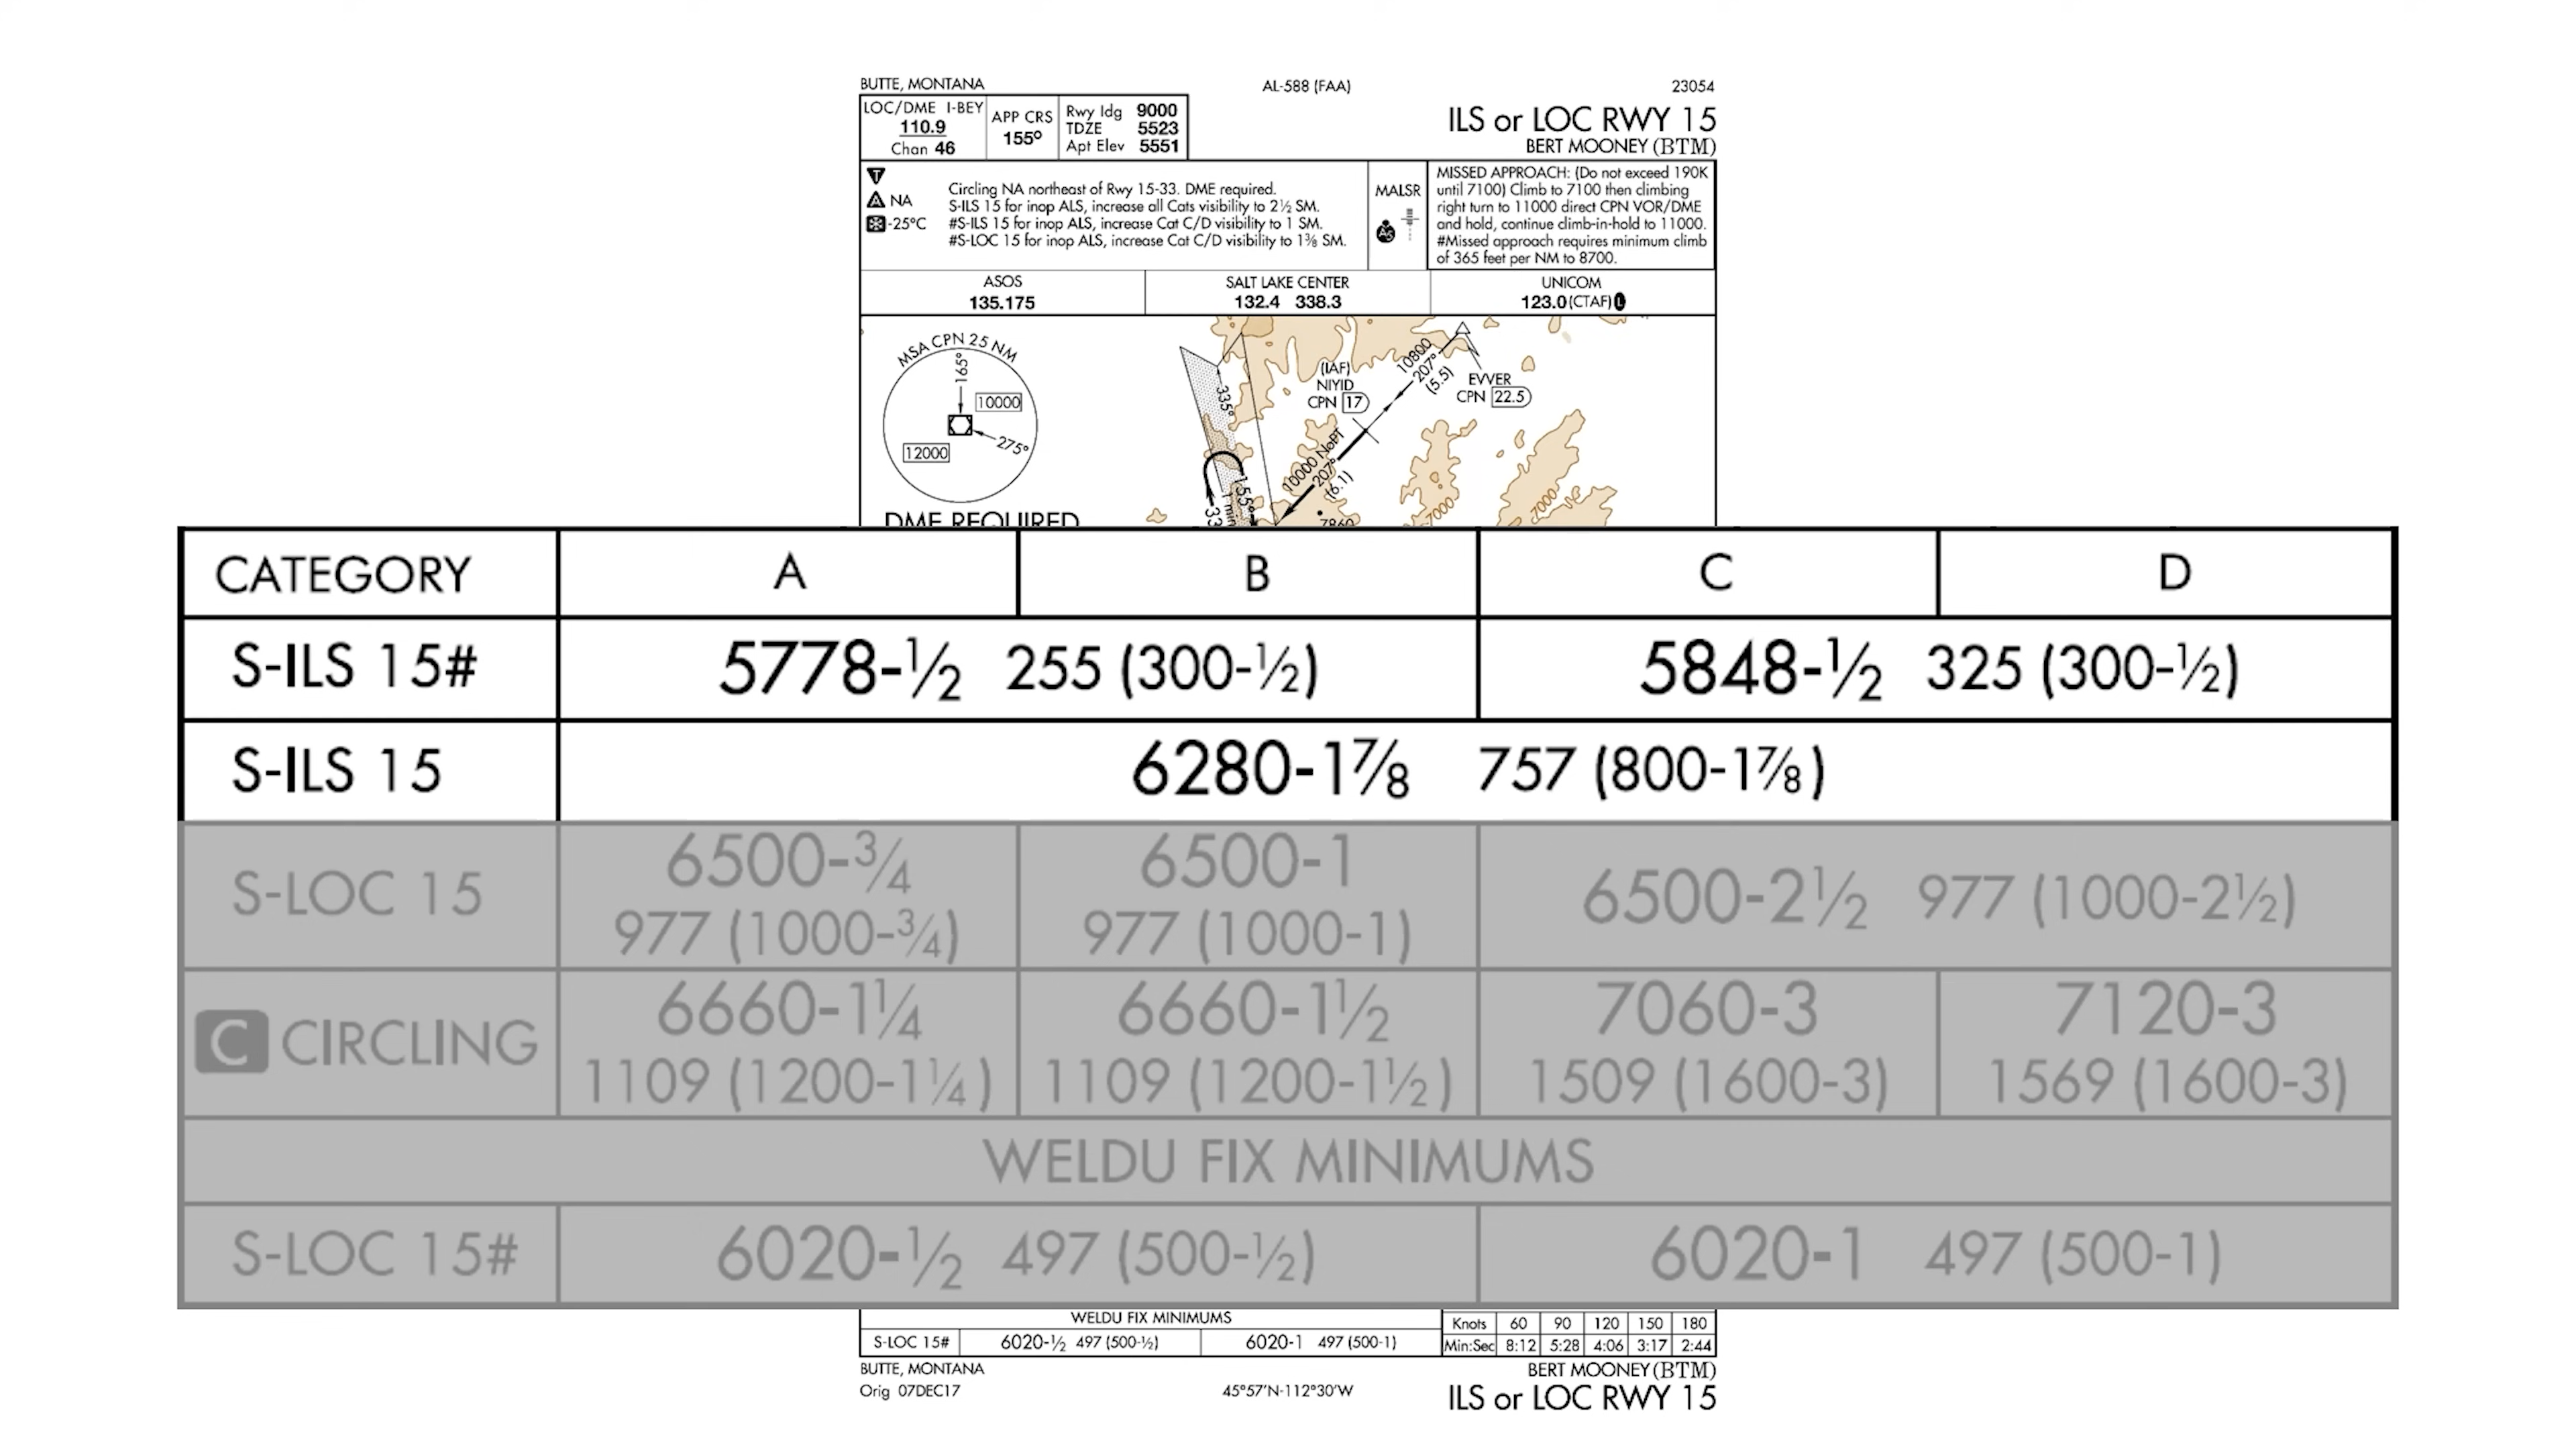 BUTTE, MONTANA
AL-588 (FAA)
23054
LOC/DME I-BEY
110.9
Chan 46
APP CRS
155°
Rwy ldg 9000
TDZE 5523
Apt Elev 5551
ILS or LOC RWY 15
BERT MOONEY (BTM)
T
A NA
-25°C
Circling NA northeast of Rwy 15-33. DME required.
S-ILS 15 for inop ALS, increase all Cats visibility to 2½ SM.
#S-ILS 15 for inop ALS, increase Cat C/D visibility to 1 SM.
#S-LOC 15 for inop ALS, increase Cat C/D visibility to 1⅜ SM.
MALSR
A5
MISSED APPROACH: (Do not exceed 190K
until 7100) Climb to 7100 then climbing
right turn to 11000 direct CPN VOR/DME
and hold, continue climb-in-hold to 11000.
#Missed approach requires minimum climb
of 365 feet per NM to 8700.
ASOS
135.175
SALT LAKE CENTER
132.4 338.3
UNICOM
123.0 (CTAF) L
MSA CPN 25 NM
165°
10000
275°
12000
335°
155°
1 min
(IAF)
NIYID
CPN 17
10800
207°
(5.5)
EVVER
CPN 22.5
10000 NoPT
207°
(6.1)
7860
7000
7000
DME REQUIRED
CATEGORY A B C D
S-ILS 15# 5778-½ 255 (300-½) 5848-½ 325 (300-½)
S-ILS 15 6280-1⅞ 757 (800-1⅞)
S-LOC 15
6500-¾
977 (1000-¾)
6500-1
977 (1000-1)
6500-2½ 977 (1000-2½)
C CIRCLING
6660-1¼
1109 (1200-1¼)
6660-1½
1109 (1200-1½)
7060-3
1509 (1600-3)
7120-3
1569 (1600-3)
WELDU FIX MINIMUMS
S-LOC 15# 6020-½ 497 (500-½) 6020-1 497 (500-1)
WELDU FIX MINIMUMS
S-LOC 15# 6020-½ 497 (500-½) 6020-1 497 (500-1)
Knots 60 90 120 150 180
Min:Sec 8:12 5:28 4:06 3:17 2:44
BUTTE, MONTANA
Orig 07DEC17
45°57'N-112°30'W
BERT MOONEY (BTM)
ILS or LOC RWY 15